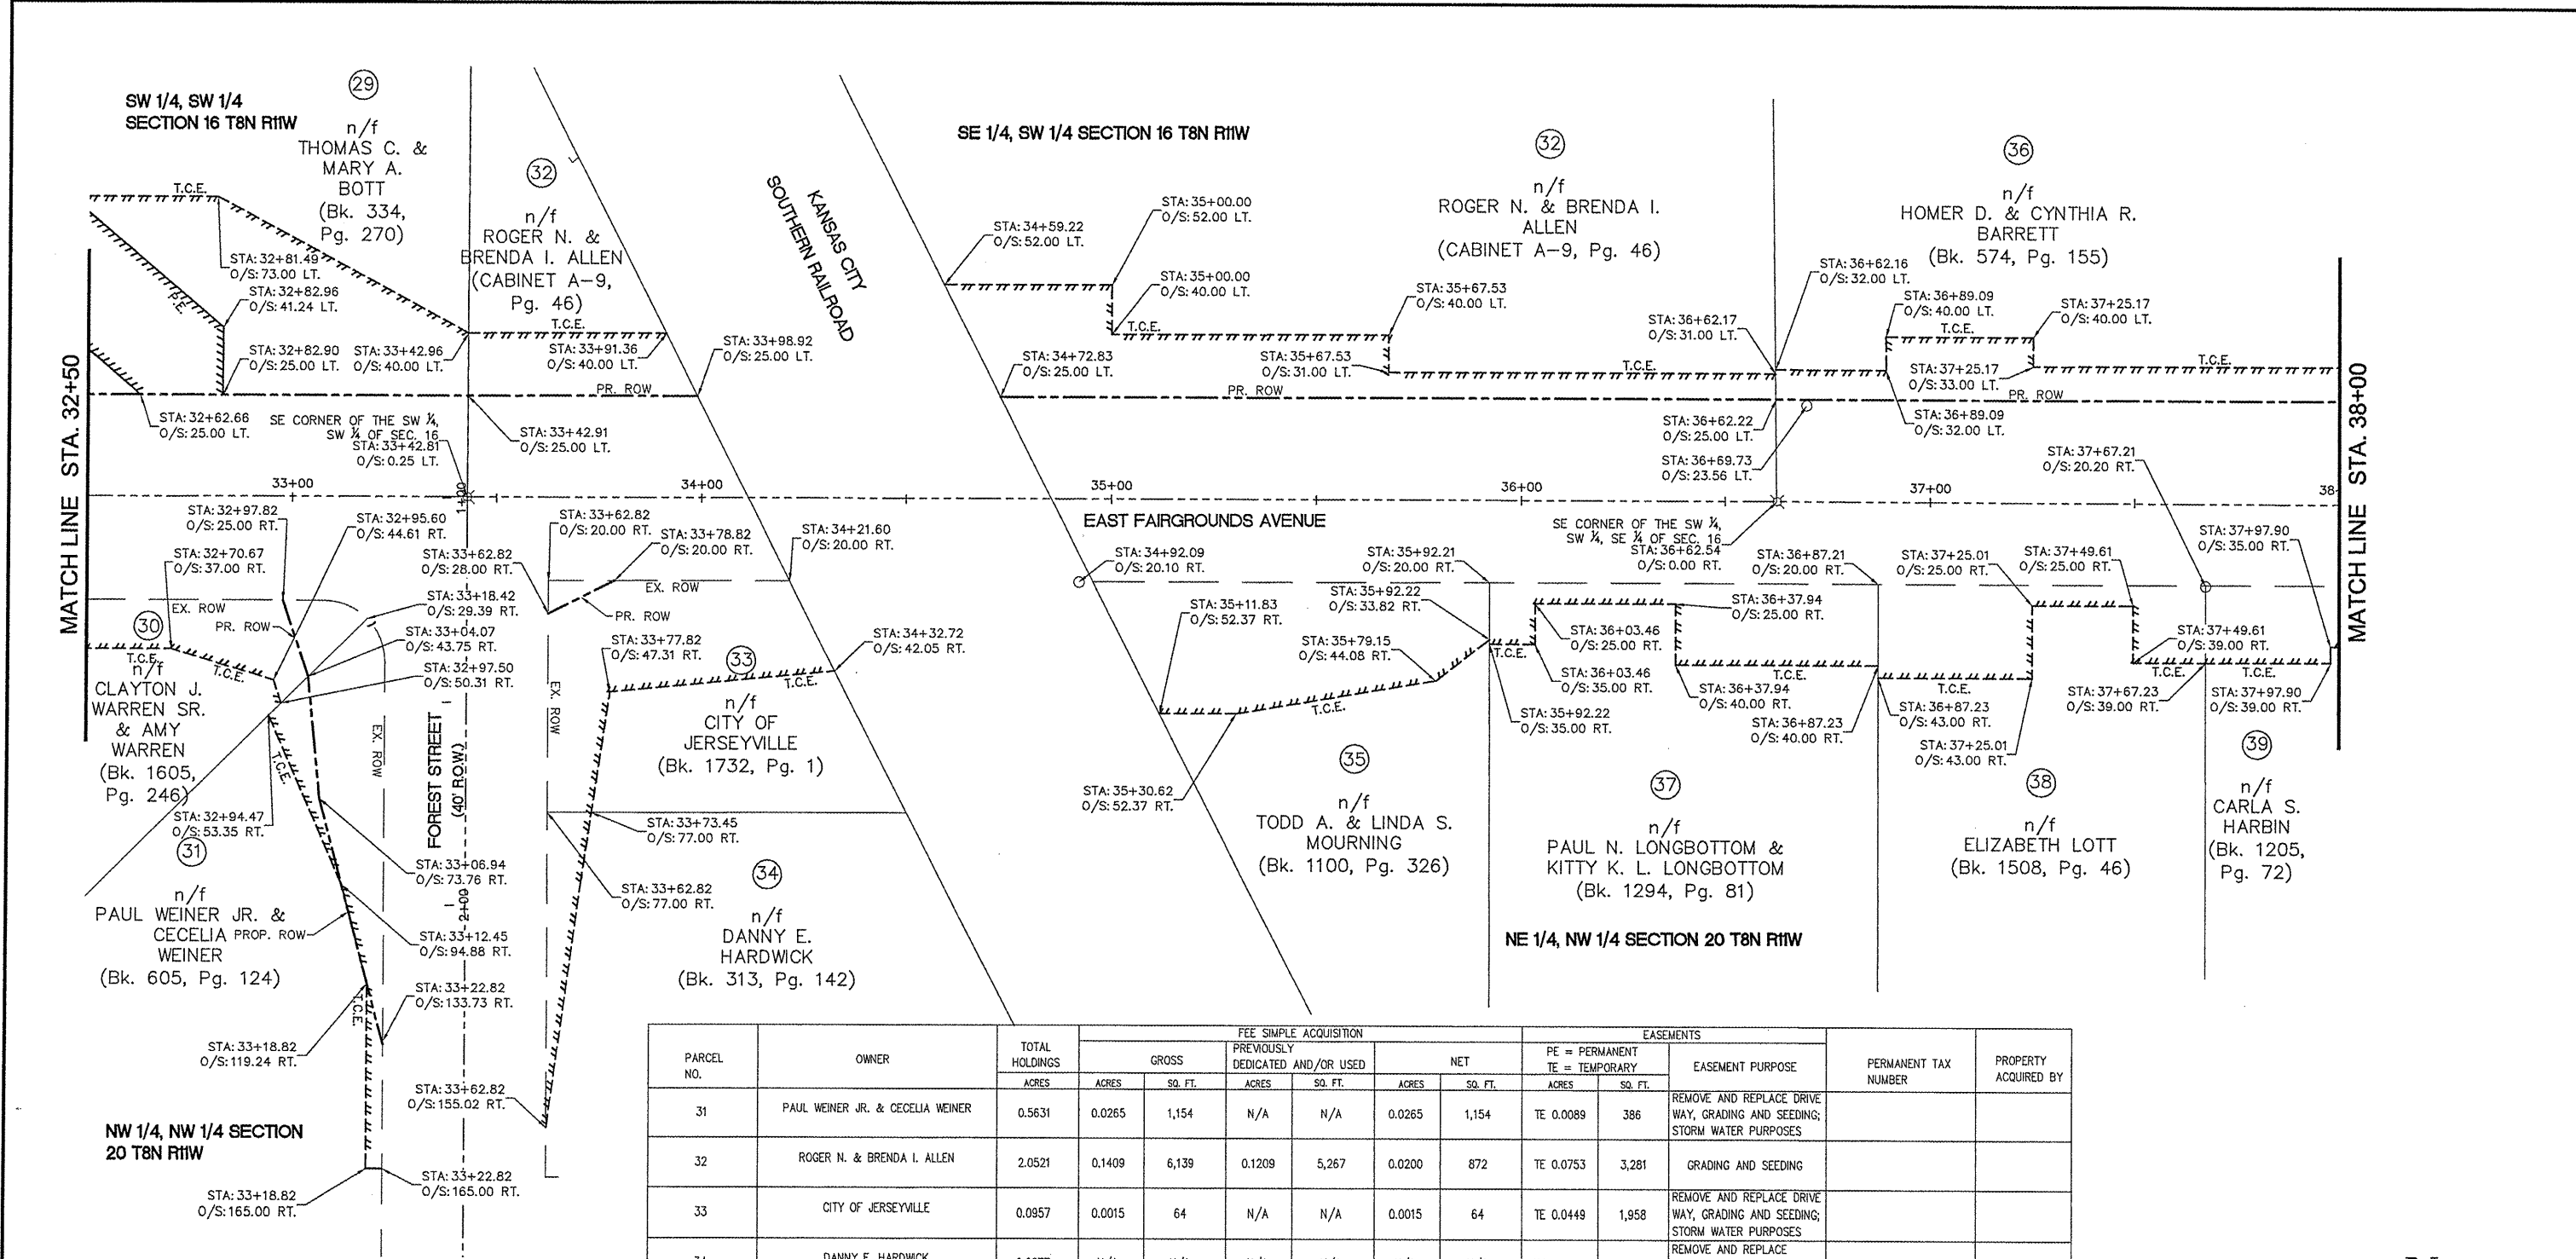 SW 1/4, SW 1/4
SECTION 16 T8N R11W
29
n/f
THOMAS C. &
MARY A.
BOTT
(Bk. 334,
Pg. 270)
32
n/f
ROGER N. &
BRENDA I. ALLEN
(CABINET A-9,
Pg. 46)
KANSAS CITY
SOUTHERN RAILROAD
SE 1/4, SW 1/4 SECTION 16 T8N R11W
32
n/f
ROGER N. & BRENDA I.
ALLEN
(CABINET A-9, Pg. 46)
36
n/f
HOMER D. & CYNTHIA R.
BARRETT
(Bk. 574, Pg. 155)
T.C.E.
STA: 32+81.49
O/S: 73.00 LT.
P.E.
STA: 32+82.96
O/S: 41.24 LT.
STA: 32+82.90
O/S: 25.00 LT.
STA: 33+42.96
O/S: 40.00 LT.
T.C.E.
STA: 33+91.36
O/S: 40.00 LT.
STA: 33+98.92
O/S: 25.00 LT.
PR. ROW
STA: 34+59.22
O/S: 52.00 LT.
STA: 35+00.00
O/S: 52.00 LT.
STA: 35+00.00
O/S: 40.00 LT.
T.C.E.
STA: 34+72.83
O/S: 25.00 LT.
STA: 35+67.53
O/S: 31.00 LT.
STA: 35+67.53
O/S: 40.00 LT.
PR. ROW
T.C.E.
STA: 36+62.17
O/S: 31.00 LT.
STA: 36+62.16
O/S: 32.00 LT.
STA: 36+89.09
O/S: 40.00 LT.
T.C.E.
STA: 37+25.17
O/S: 40.00 LT.
STA: 37+25.17
O/S: 33.00 LT.
T.C.E.
PR. ROW
MATCH LINE STA. 32+50
MATCH LINE STA. 38+00
STA: 32+62.66
O/S: 25.00 LT.
SE CORNER OF THE SW ¼,
SW ¼ OF SEC. 16
STA: 33+42.81
O/S: 0.25 LT.
STA: 33+42.91
O/S: 25.00 LT.
STA: 36+62.22
O/S: 25.00 LT.
STA: 36+69.73
O/S: 23.56 LT.
STA: 36+89.09
O/S: 32.00 LT.
STA: 37+67.21
O/S: 20.20 RT.
33+00
1+00
34+00
35+00
36+00
37+00
38
EAST FAIRGROUNDS AVENUE
SE CORNER OF THE SW ¼,
SW ¼, SE ¼ OF SEC. 16
STA: 36+62.54
O/S: 0.00 RT.
STA: 32+97.82
O/S: 25.00 RT.
STA: 32+95.60
O/S: 44.61 RT.
STA: 32+70.67
O/S: 37.00 RT.
STA: 33+62.82
O/S: 28.00 RT.
STA: 33+62.82
O/S: 20.00 RT.
STA: 33+78.82
O/S: 20.00 RT.
STA: 34+21.60
O/S: 20.00 RT.
EX. ROW
PR. ROW
EX. ROW
PR. ROW
STA: 33+18.42
O/S: 29.39 RT.
STA: 33+04.07
O/S: 43.75 RT.
STA: 32+97.50
O/S: 50.31 RT.
STA: 33+77.82
O/S: 47.31 RT.
STA: 34+32.72
O/S: 42.05 RT.
STA: 34+92.09
O/S: 20.10 RT.
STA: 35+92.21
O/S: 20.00 RT.
STA: 35+92.22
O/S: 33.82 RT.
STA: 35+11.83
O/S: 52.37 RT.
STA: 35+79.15
O/S: 44.08 RT.
STA: 36+03.46
O/S: 25.00 RT.
STA: 36+03.46
O/S: 35.00 RT.
STA: 36+37.94
O/S: 25.00 RT.
STA: 36+87.21
O/S: 20.00 RT.
STA: 37+25.01
O/S: 25.00 RT.
STA: 37+49.61
O/S: 25.00 RT.
STA: 37+97.90
O/S: 35.00 RT.
STA: 37+49.61
O/S: 39.00 RT.
T.C.E.
T.C.E.
T.C.E.
T.C.E.
T.C.E.
T.C.E.
T.C.E.
T.C.E.
T.C.E.
STA: 35+92.22
O/S: 35.00 RT.
STA: 36+37.94
O/S: 40.00 RT.
STA: 36+87.23
O/S: 40.00 RT.
STA: 36+87.23
O/S: 43.00 RT.
STA: 37+25.01
O/S: 43.00 RT.
STA: 37+67.23
O/S: 39.00 RT.
STA: 37+97.90
O/S: 39.00 RT.
STA: 35+30.62
O/S: 52.37 RT.
30
n/f
CLAYTON J.
WARREN SR.
& AMY
WARREN
(Bk. 1605,
Pg. 246)
STA: 32+94.47
O/S: 53.35 RT.
T.C.E.
EX. ROW
FOREST STREET
(40' R.O.W.)
EX. ROW
33
n/f
CITY OF
JERSEYVILLE
(Bk. 1732, Pg. 1)
STA: 33+73.45
O/S: 77.00 RT.
STA: 33+62.82
O/S: 77.00 RT.
STA: 33+06.94
O/S: 73.76 RT.
2+00
STA: 33+12.45
O/S: 94.88 RT.
STA: 33+22.82
O/S: 133.73 RT.
31
n/f
PAUL WEINER JR. &
CECELIA
WEINER
(Bk. 605, Pg. 124)
PROP. ROW
T.C.E.
STA: 33+18.82
O/S: 119.24 RT.
STA: 33+62.82
O/S: 155.02 RT.
STA: 33+22.82
O/S: 165.00 RT.
STA: 33+18.82
O/S: 165.00 RT.
NW 1/4, NW 1/4 SECTION
20 T8N R11W
34
n/f
DANNY E.
HARDWICK
(Bk. 313, Pg. 142)
35
n/f
TODD A. & LINDA S.
MOURNING
(Bk. 1100, Pg. 326)
37
n/f
PAUL N. LONGBOTTOM &
KITTY K. L. LONGBOTTOM
(Bk. 1294, Pg. 81)
38
n/f
ELIZABETH LOTT
(Bk. 1508, Pg. 46)
39
n/f
CARLA S.
HARBIN
(Bk. 1205,
Pg. 72)
NE 1/4, NW 1/4 SECTION 20 T8N R11W
FEE SIMPLE ACQUISITION EASEMENTS
PARCEL NO. OWNER TOTAL HOLDINGS GROSS PREVIOUSLY DEDICATED AND/OR USED NET PE = PERMANENT TE = TEMPORARY EASEMENT PURPOSE PERMANENT TAX NUMBER PROPERTY ACQUIRED BY
ACRES ACRES SQ. FT. ACRES SQ. FT. ACRES SQ. FT. ACRES SQ. FT.
31 PAUL WEINER JR. & CECELIA WEINER 0.5631 0.0265 1,154 N/A N/A 0.0265 1,154 TE 0.0089 386
REMOVE AND REPLACE DRIVE
WAY, GRADING AND SEEDING;
STORM WATER PURPOSES
32 ROGER N. & BRENDA I. ALLEN 2.0521 0.1409 6,139 0.1209 5,267 0.0200 872 TE 0.0753 3,281 GRADING AND SEEDING
33 CITY OF JERSEYVILLE 0.0957 0.0015 64 N/A N/A 0.0015 64 TE 0.0449 1,958
REMOVE AND REPLACE DRIVE
WAY, GRADING AND SEEDING;
STORM WATER PURPOSES
DANNY E. HARDWICK
REMOVE AND REPLACE